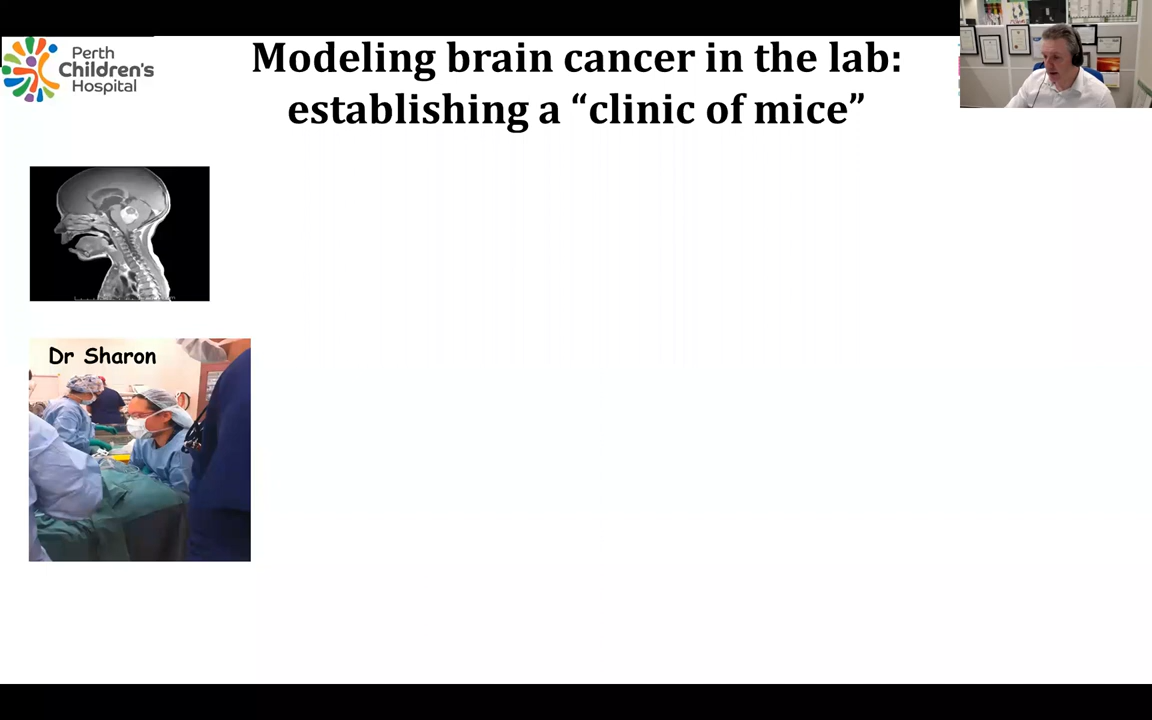 Perth
Children's
Hospital
Modeling brain cancer in the lab:
establishing a “clinic of mice”
Dr Sharon